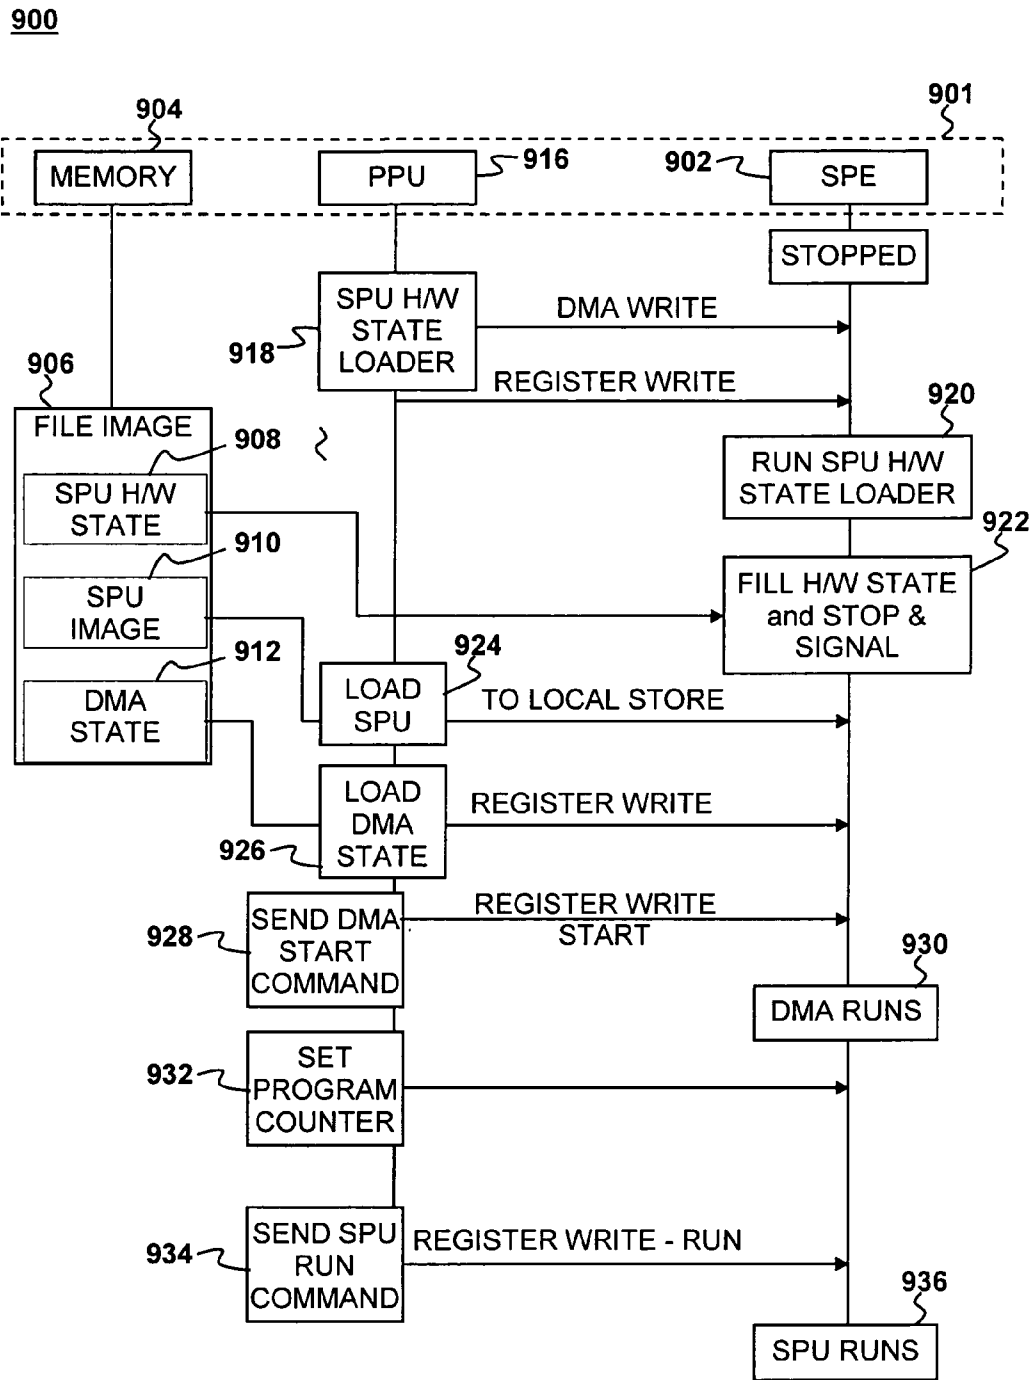 900
901
904
MEMORY
PPU
916
902
SPE
STOPPED
SPU H/W
STATE
LOADER
918
DMA WRITE
REGISTER WRITE
906
FILE IMAGE
908
SPU H/W
STATE
910
SPU
IMAGE
912
DMA
STATE
920
RUN SPU H/W
STATE LOADER
922
FILL H/W STATE
and STOP &
SIGNAL
924
LOAD
SPU
TO LOCAL STORE
LOAD
DMA
STATE
926
REGISTER WRITE
928
SEND DMA
START
COMMAND
REGISTER WRITE
START
930
DMA RUNS
932
SET
PROGRAM
COUNTER
934
SEND SPU
RUN
COMMAND
REGISTER WRITE - RUN
936
SPU RUNS